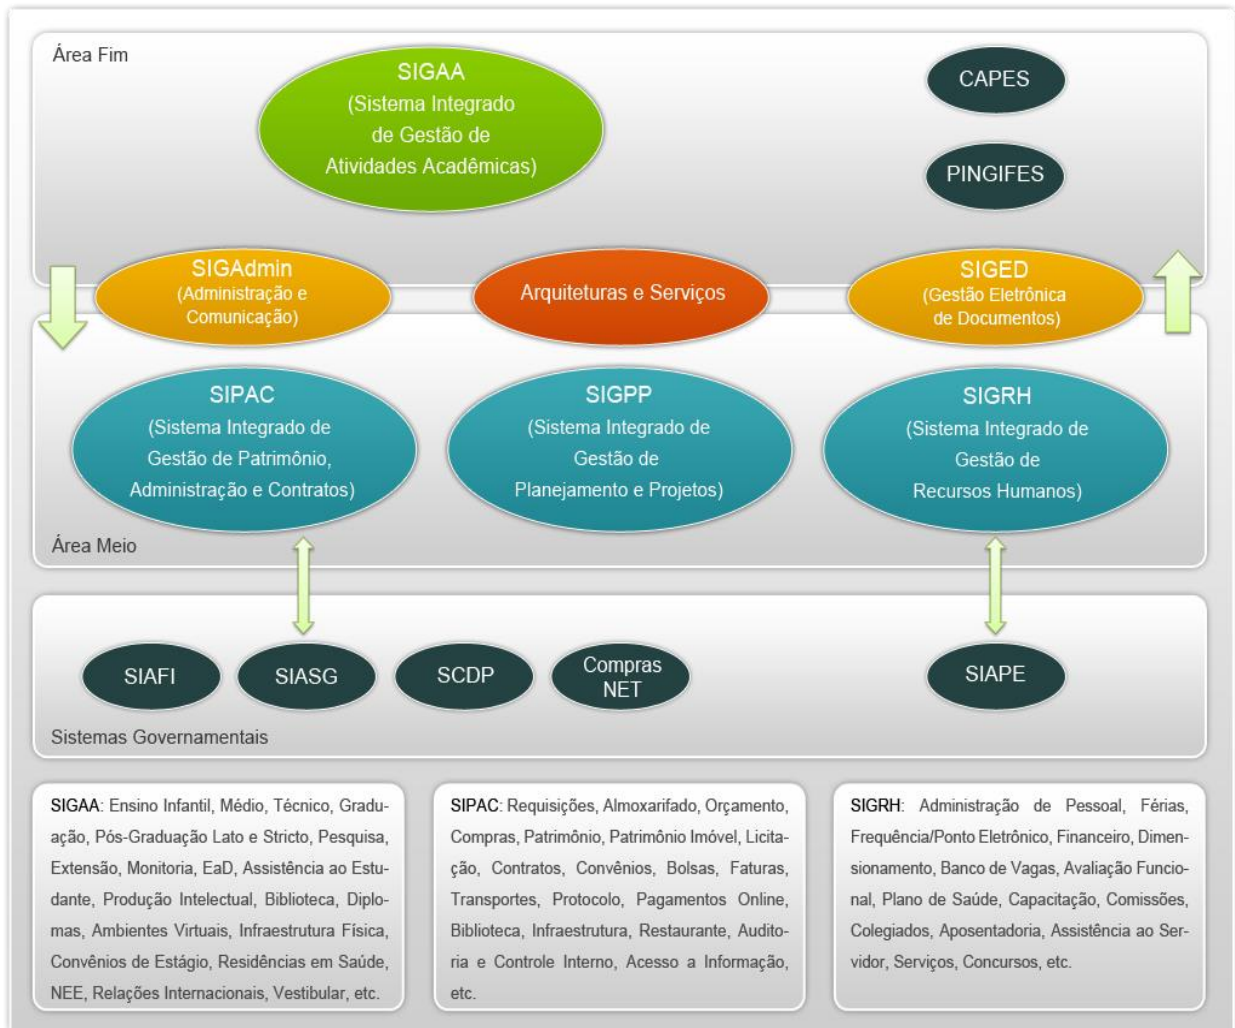 Área Fim
SIGAA
(Sistema Integrado
de Gestão de
Atividades Acadêmicas)
CAPES
PINGIFES
SIGAdmin
(Administração e
Comunicação)
Arquiteturas e Serviços
SIGED
(Gestão Eletrônica
de Documentos)
SIPAC
(Sistema Integrado de
Gestão de Patrimônio,
Administração e Contratos)
SIGPP
(Sistema Integrado de
Gestão de
Planejamento e Projetos)
SIGRH
(Sistema Integrado de
Gestão de
Recursos Humanos)
Área Meio
SIAFI
SIASG
SCDP
Compras
NET
SIAPE
Sistemas Governamentais
SIGAA: Ensino Infantil, Médio, Técnico, Gradu-
ação, Pós-Graduação Lato e Stricto, Pesquisa,
Extensão, Monitoria, EaD, Assistência ao Estu-
dante, Produção Intelectual, Biblioteca, Diplo-
mas, Ambientes Virtuais, Infraestrutura Física,
Convênios de Estágio, Residências em Saúde,
NEE, Relações Internacionais, Vestibular, etc.
SIPAC: Requisições, Almoxarifado, Orçamento,
Compras, Patrimônio, Patrimônio Imóvel, Licita-
ção, Contratos, Convênios, Bolsas, Faturas,
Transportes, Protocolo, Pagamentos Online,
Biblioteca, Infraestrutura, Restaurante, Audito-
ria e Controle Interno, Acesso a Informação,
etc.
SIGRH: Administração de Pessoal, Férias,
Frequência/Ponto Eletrônico, Financeiro, Dimen-
sionamento, Banco de Vagas, Avaliação Funcio-
nal, Plano de Saúde, Capacitação, Comissões,
Colegiados, Aposentadoria, Assistência ao Ser-
vidor, Serviços, Concursos, etc.